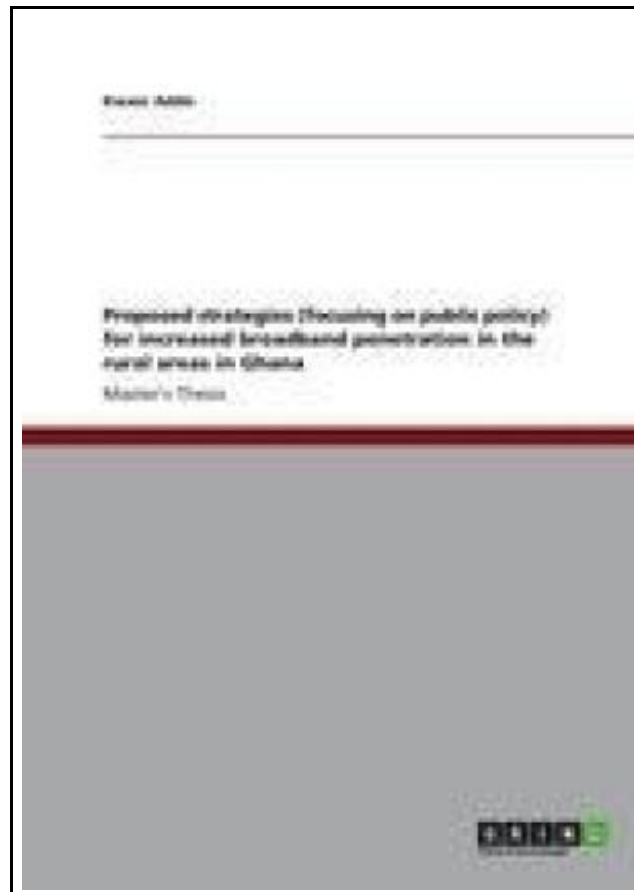 Addo
Proposed strategies (focusing on public policy)
for increased broadband penetration in the
rural areas in Ghana
Master's Thesis
GRIN